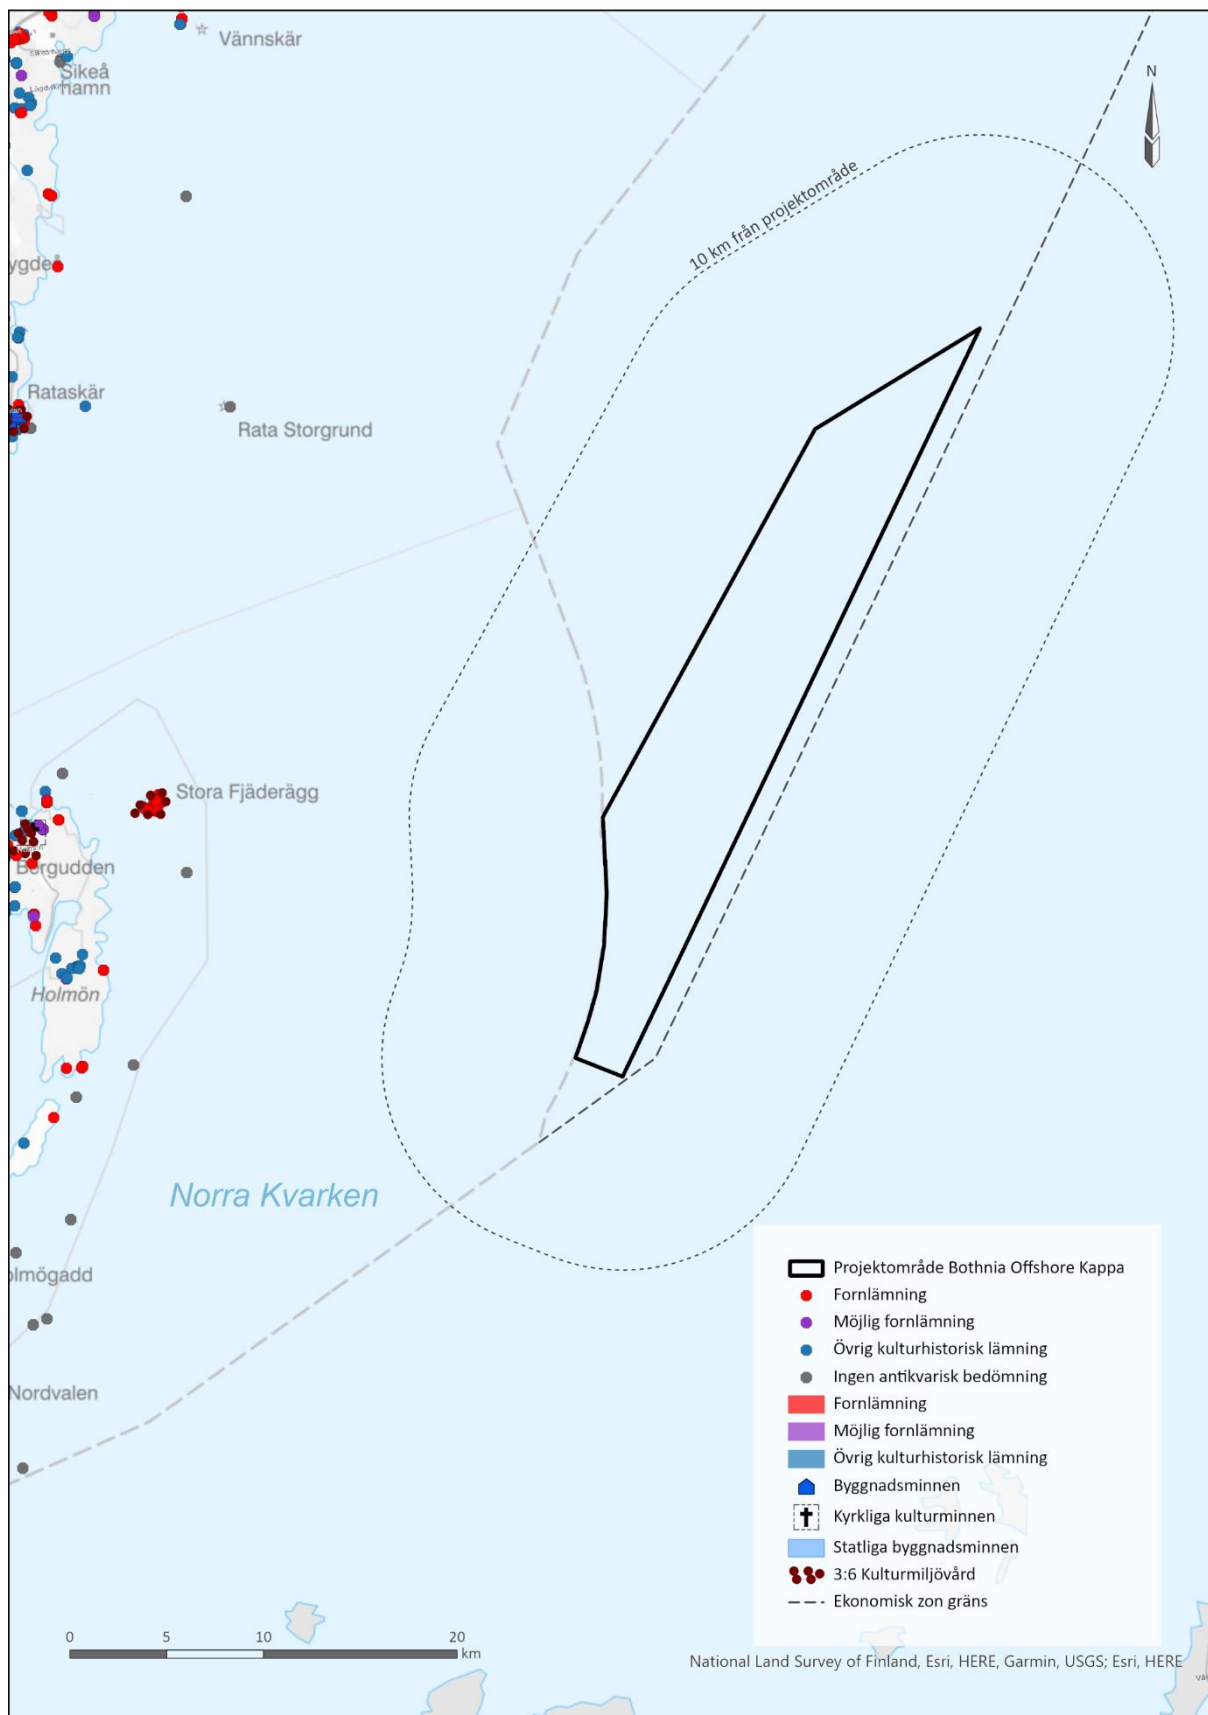 Vännskär
Sikeå
hamn
N
10 km från projektområde
ygdeå
Rataskär
Rata Storgrund
Stora Fjäderägg
Bergudden
Holmön
Norra Kvarken
olmögadd
Nordvalen
Projektområde Bothnia Offshore Kappa
Fornlämning
Möjlig fornlämning
Övrig kulturhistorisk lämning
Ingen antikvarisk bedömning
Fornlämning
Möjlig fornlämning
Övrig kulturhistorisk lämning
Byggnadsminnen
Kyrkliga kulturminnen
Statliga byggnadsminnen
3:6 Kulturmiljövård
Ekonomisk zon gräns
0 5 10 20
km
National Land Survey of Finland, Esri, HERE, Garmin, USGS; Esri, HERE